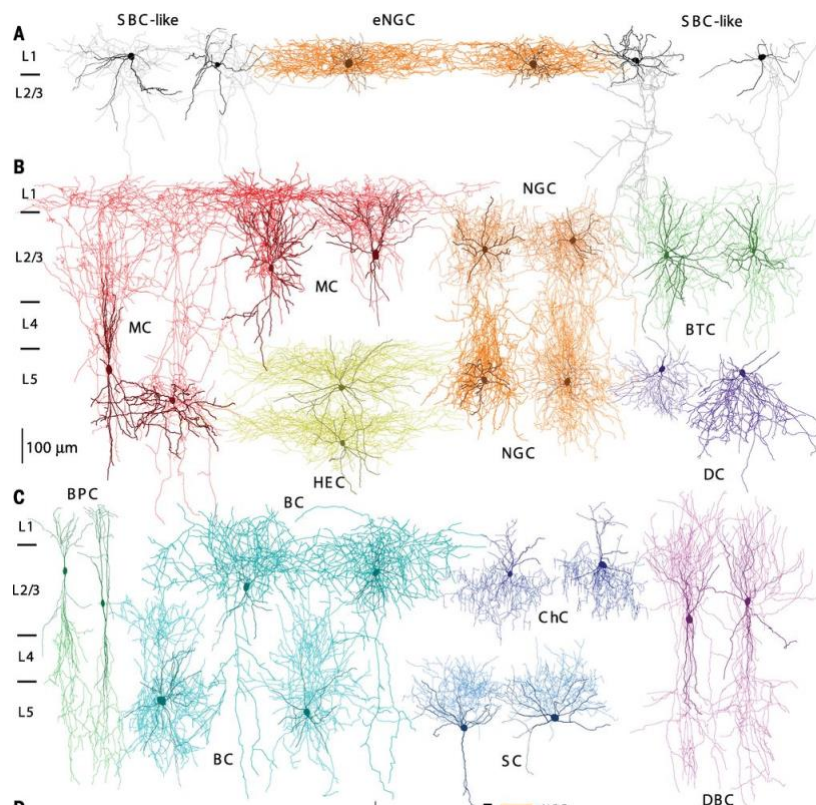 SBC-like eNGC SBC-like
A
L1
L2/3
B
L1
NGC
L2/3
MC
L4
MC
BTC
L5
100 µm
HEC
NGC
DC
C
BPC
BC
L1
L2/3
ChC
L4
L5
BC
SC
DBC